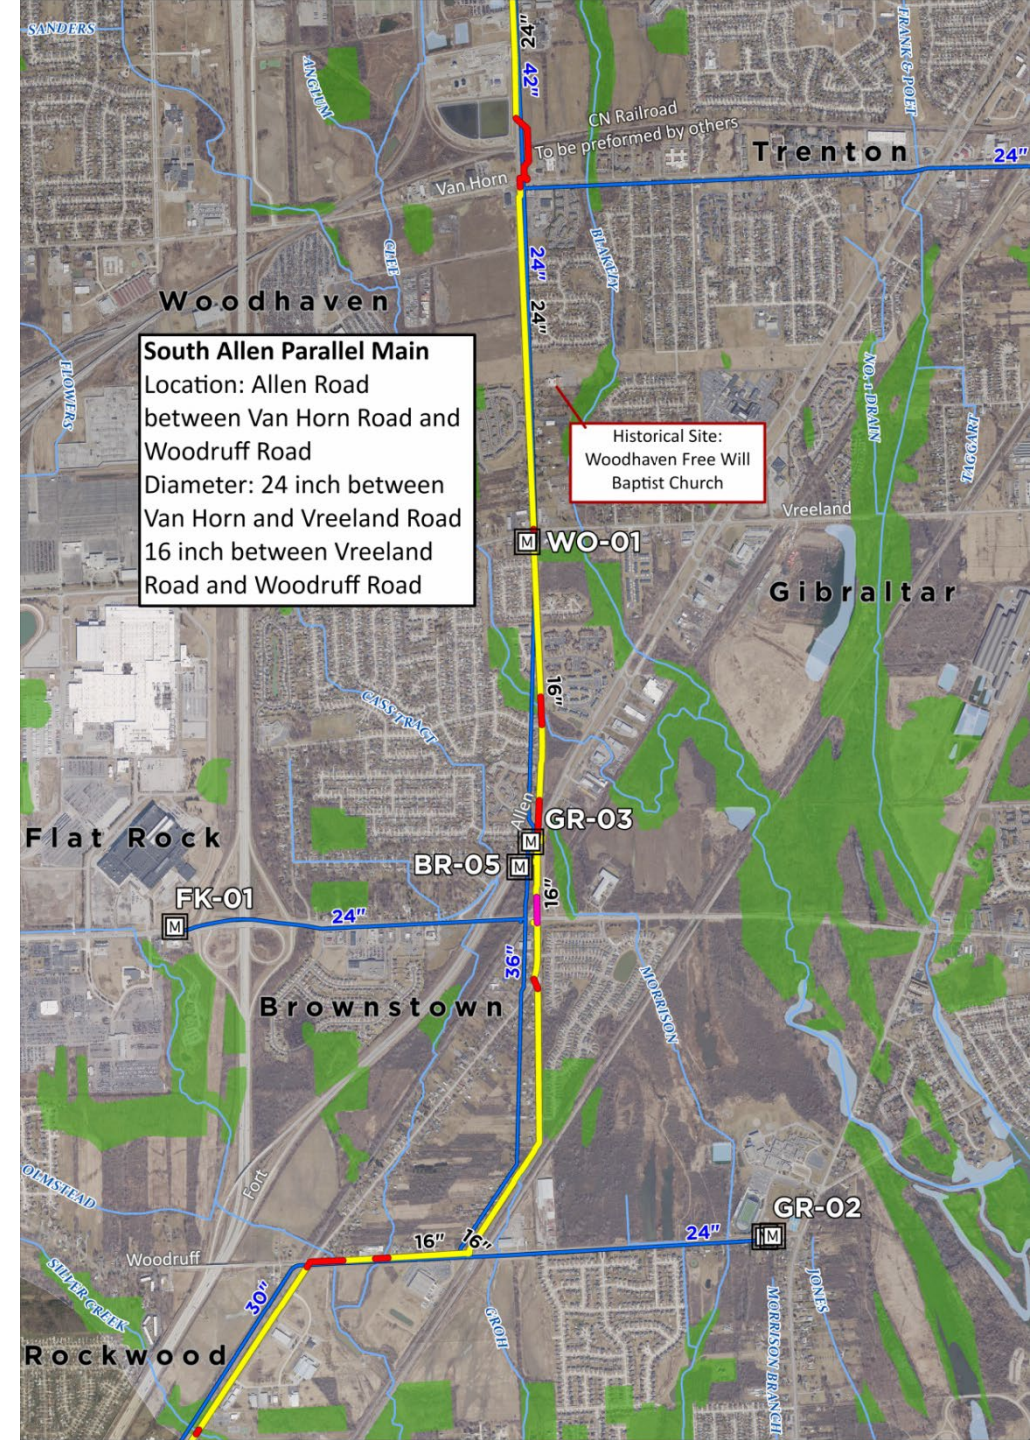 SANDERS
ANGIUM
24"
42"
FRANK & POET
CN Railroad
To be preformed by others
Trenton
24"
Van Horn
CLEE
BLAKELY
24"
24"
Woodhaven
FLOWERS
NO. 1 DRAIN
TAGGART
South Allen Parallel Main
Location: Allen Road
between Van Horn Road and
Woodruff Road
Diameter: 24 inch between
Van Horn and Vreeland Road
16 inch between Vreeland
Road and Woodruff Road
Historical Site:
Woodhaven Free Will
Baptist Church
Vreeland
M WO-01
Gibraltar
16"
CASS TRACT
Allen
GR-03
M
Flat Rock
BR-05 M
16"
FK-01
M
24"
36"
MORRISON
Brownstown
OLMSTEAD
Fort
GR-02
M
Woodruff
16"
16"
24"
SILVER CREEK
30"
GROH
MORRISON BRANCH
JONES
Rockwood